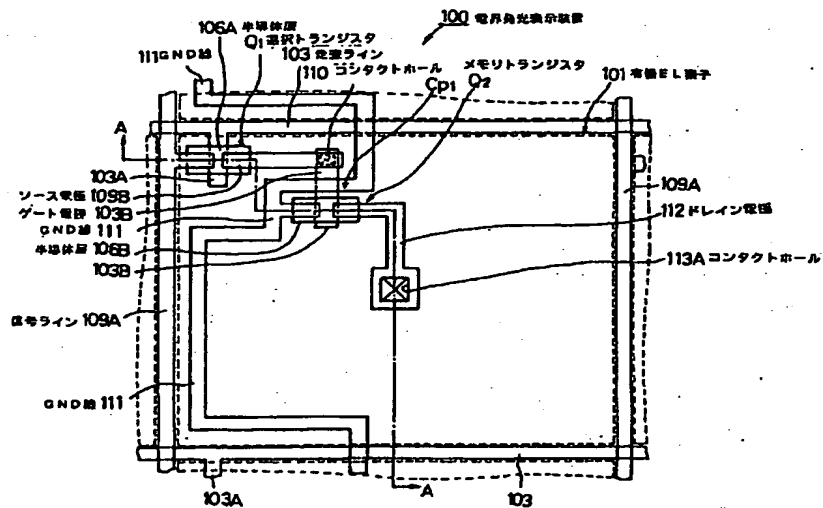 100 電界発光表示装置
106A 半導体層
Q1 選択トランジスタ
103 走査ライン
110 コンタクトホール
111 GND線
メモリトランジスタ
Q2
Cp1
101 有機EL素子
A
103A
109A
ソース電極 109B
ゲート電極 103B
GND線 111
112 ドレイン電極
半導体層 106B
103B
113A コンタクトホール
信号ライン 109A
GND線 111
A
103A
103